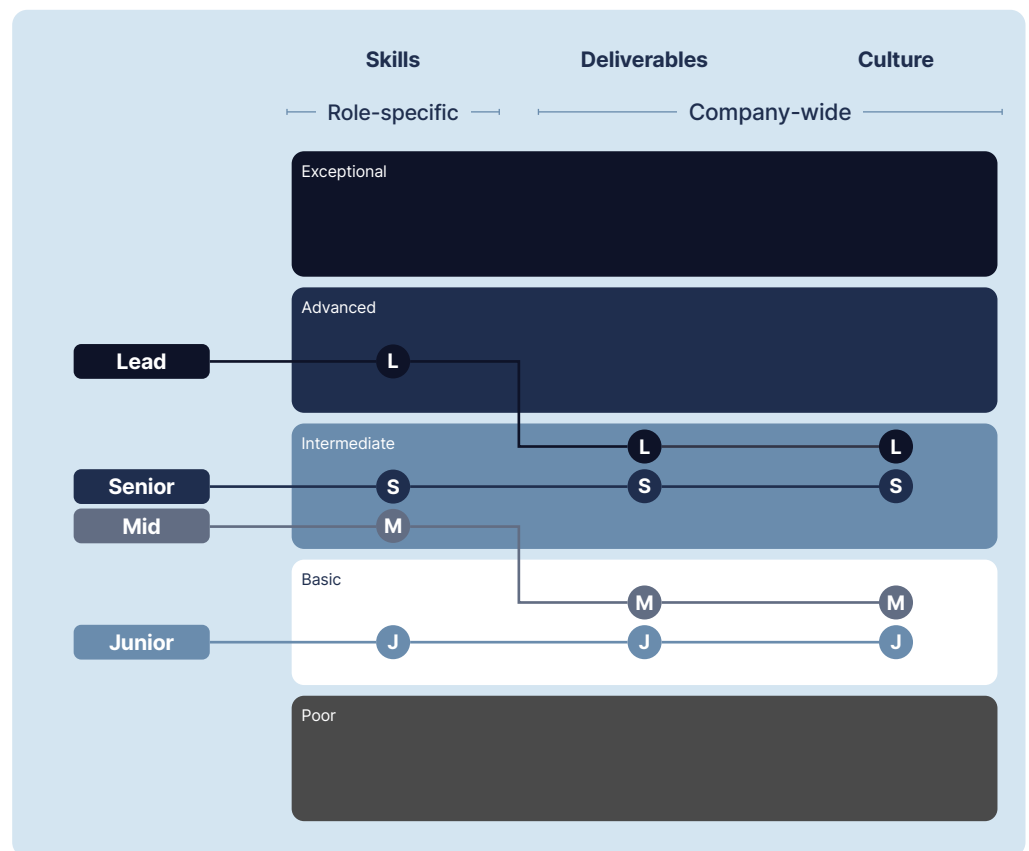 Skills Deliverables Culture
Role-specific Company-wide
Exceptional
Advanced
Lead L
L L
Intermediate
Senior S S S
Mid M
Basic
M M
Junior J J J
Poor